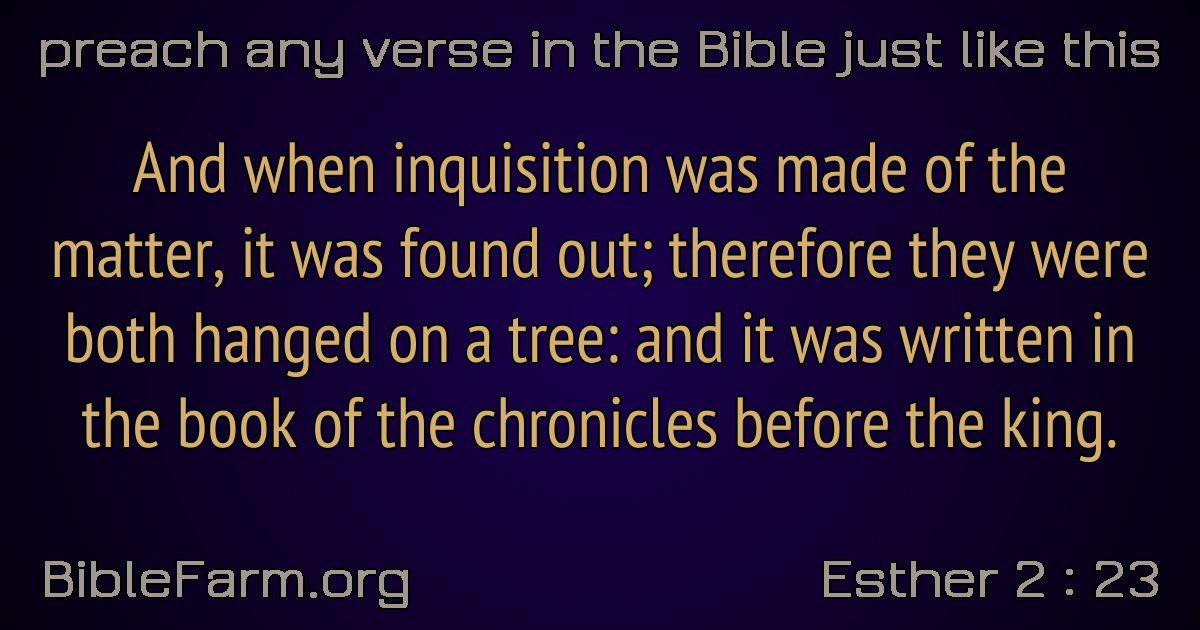 preach any verse in the Bible just like this
And when inquisition was made of the
matter, it was found out; therefore they were
both hanged on a tree: and it was written in
the book of the chronicles before the king.
BibleFarm.org
Esther 2 : 23